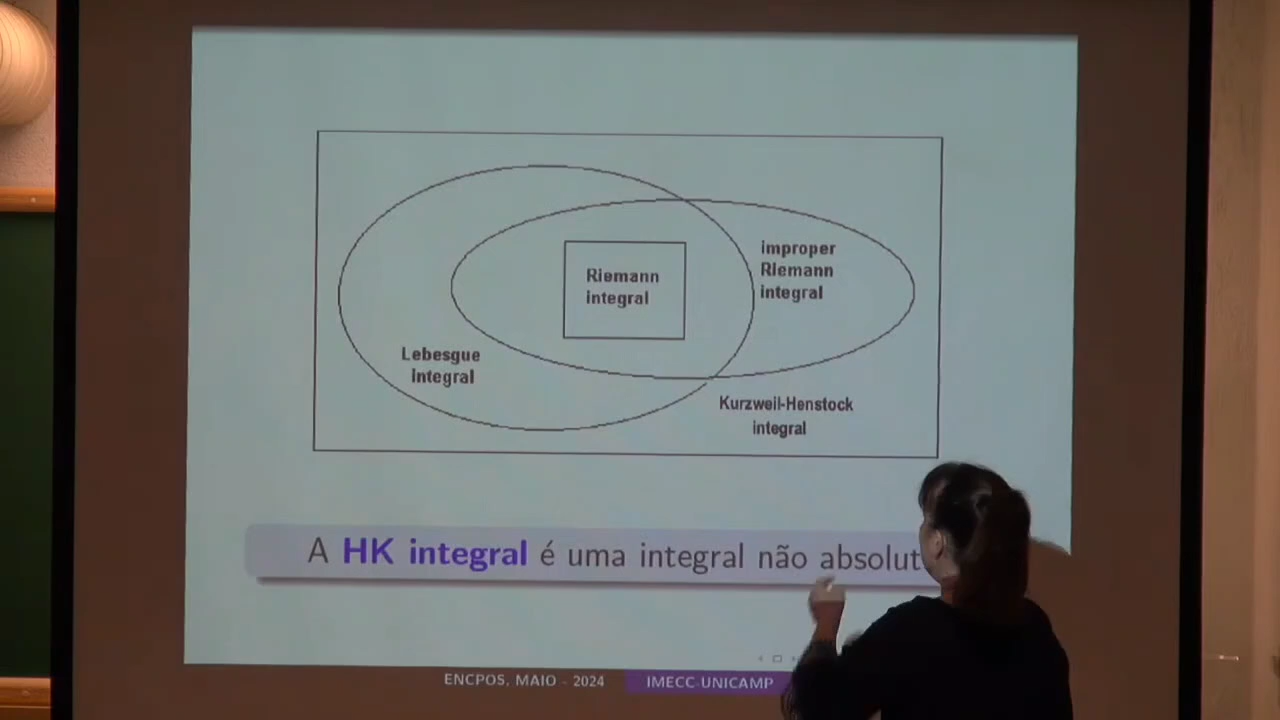 Riemann
integral
improper
Riemann
integral
Lebesgue
integral
Kurzweil-Henstock
integral
A HK integral é uma integral não absolut
ENCPOS, MAIO - 2024 IMECC-UNICAMP